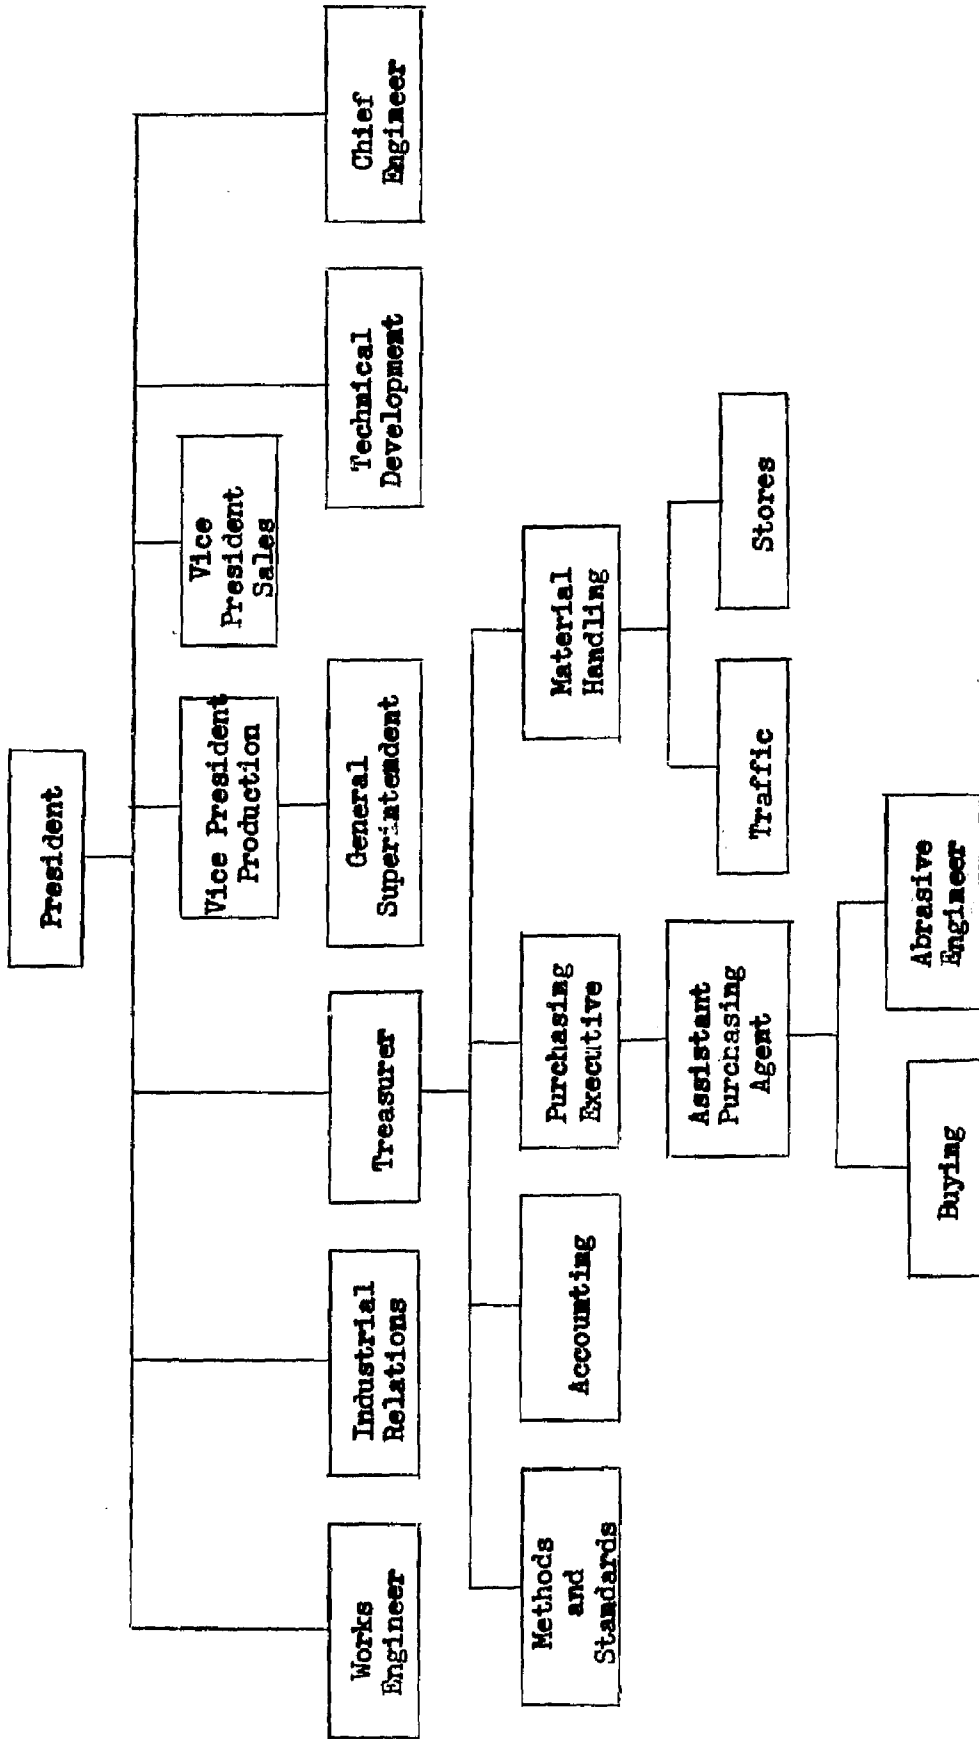 President
Vice President
Production
Vice
President
Sales
Works
Engineer
Industrial
Relations
Treasurer
General
Superintendent
Technical
Development
Chief
Engineer
Methods
and
Standards
Accounting
Purchasing
Executive
Material
Handling
Assistant
Purchasing
Agent
Traffic
Stores
Buying
Abrasive
Engineer